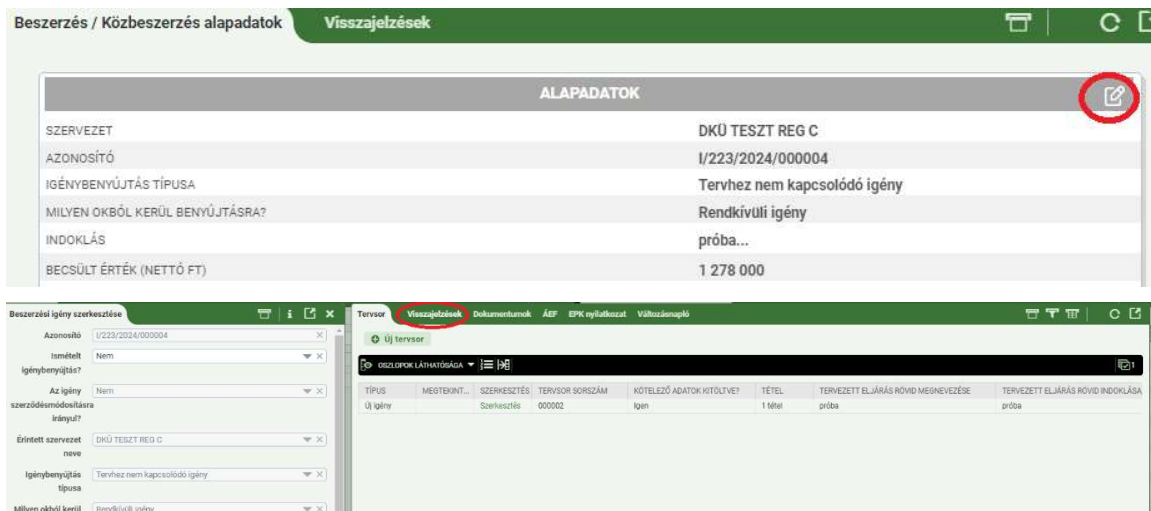 Beszerzés / Közbeszerzés alapadatok Visszajelzések
ALAPADATOK
SZERVEZET DKÜ TESZT REG C
AZONOSÍTÓ I/223/2024/000004
IGÉNYBENYÚJTÁS TÍPUSA Tervhez nem kapcsolódó igény
MILYEN OKBÓL KERÜL BENYÚJTÁSRA? Rendkívüli igény
INDOKLÁS próba...
BECSÜLT ÉRTÉK (NETTÓ FT) 1 278 000
Beszerzési igény szerkesztése
Azonosító I/223/2024/000004
Ismételt igénybenyújtás? Nem
Az igény szerződésmódosításra irányul? Nem
Érintett szervezet neve DKÜ TESZT REG C
Igénybenyújtás típusa Tervhez nem kapcsolódó igény
Milyen okból kerül Rendkívüli igény
Tervsor Visszajelzések Dokumentumok ÁEF EPK nyilatkozat Változásnapló
Új tervsor
OSZLOPOK LÁTHATÓSÁGA 1
TÍPUS MEGTEKINT... SZERKESZTÉS TERVSOR SORSZÁM KÖTELEZŐ ADATOK KITÖLTVE? TÉTEL TERVEZETT ELJÁRÁS RÖVID MEGNEVEZÉSE TERVEZETT ELJÁRÁS RÖVID INDOKLÁSA
Új igény Szerkesztés 000002 Igen 1 tétel próba próba